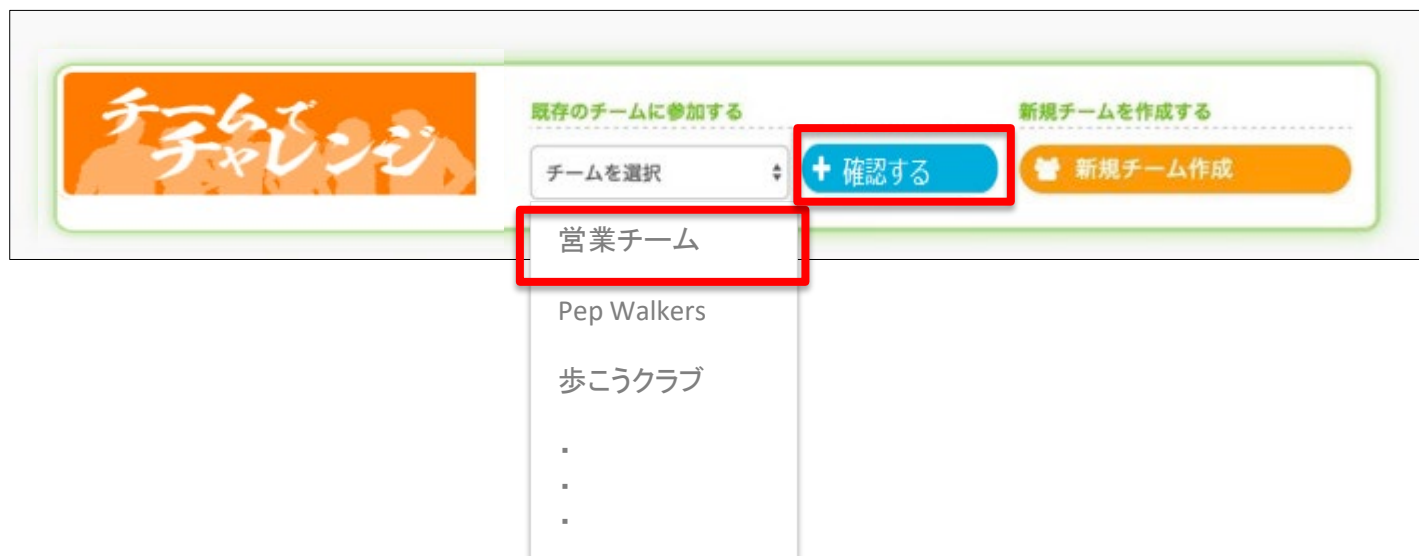 チームで
チャレンジ
既存のチームに参加する
チームを選択
+ 確認する
新規チームを作成する
新規チーム作成
営業チーム
Pep Walkers
歩こうクラブ
・
・
・